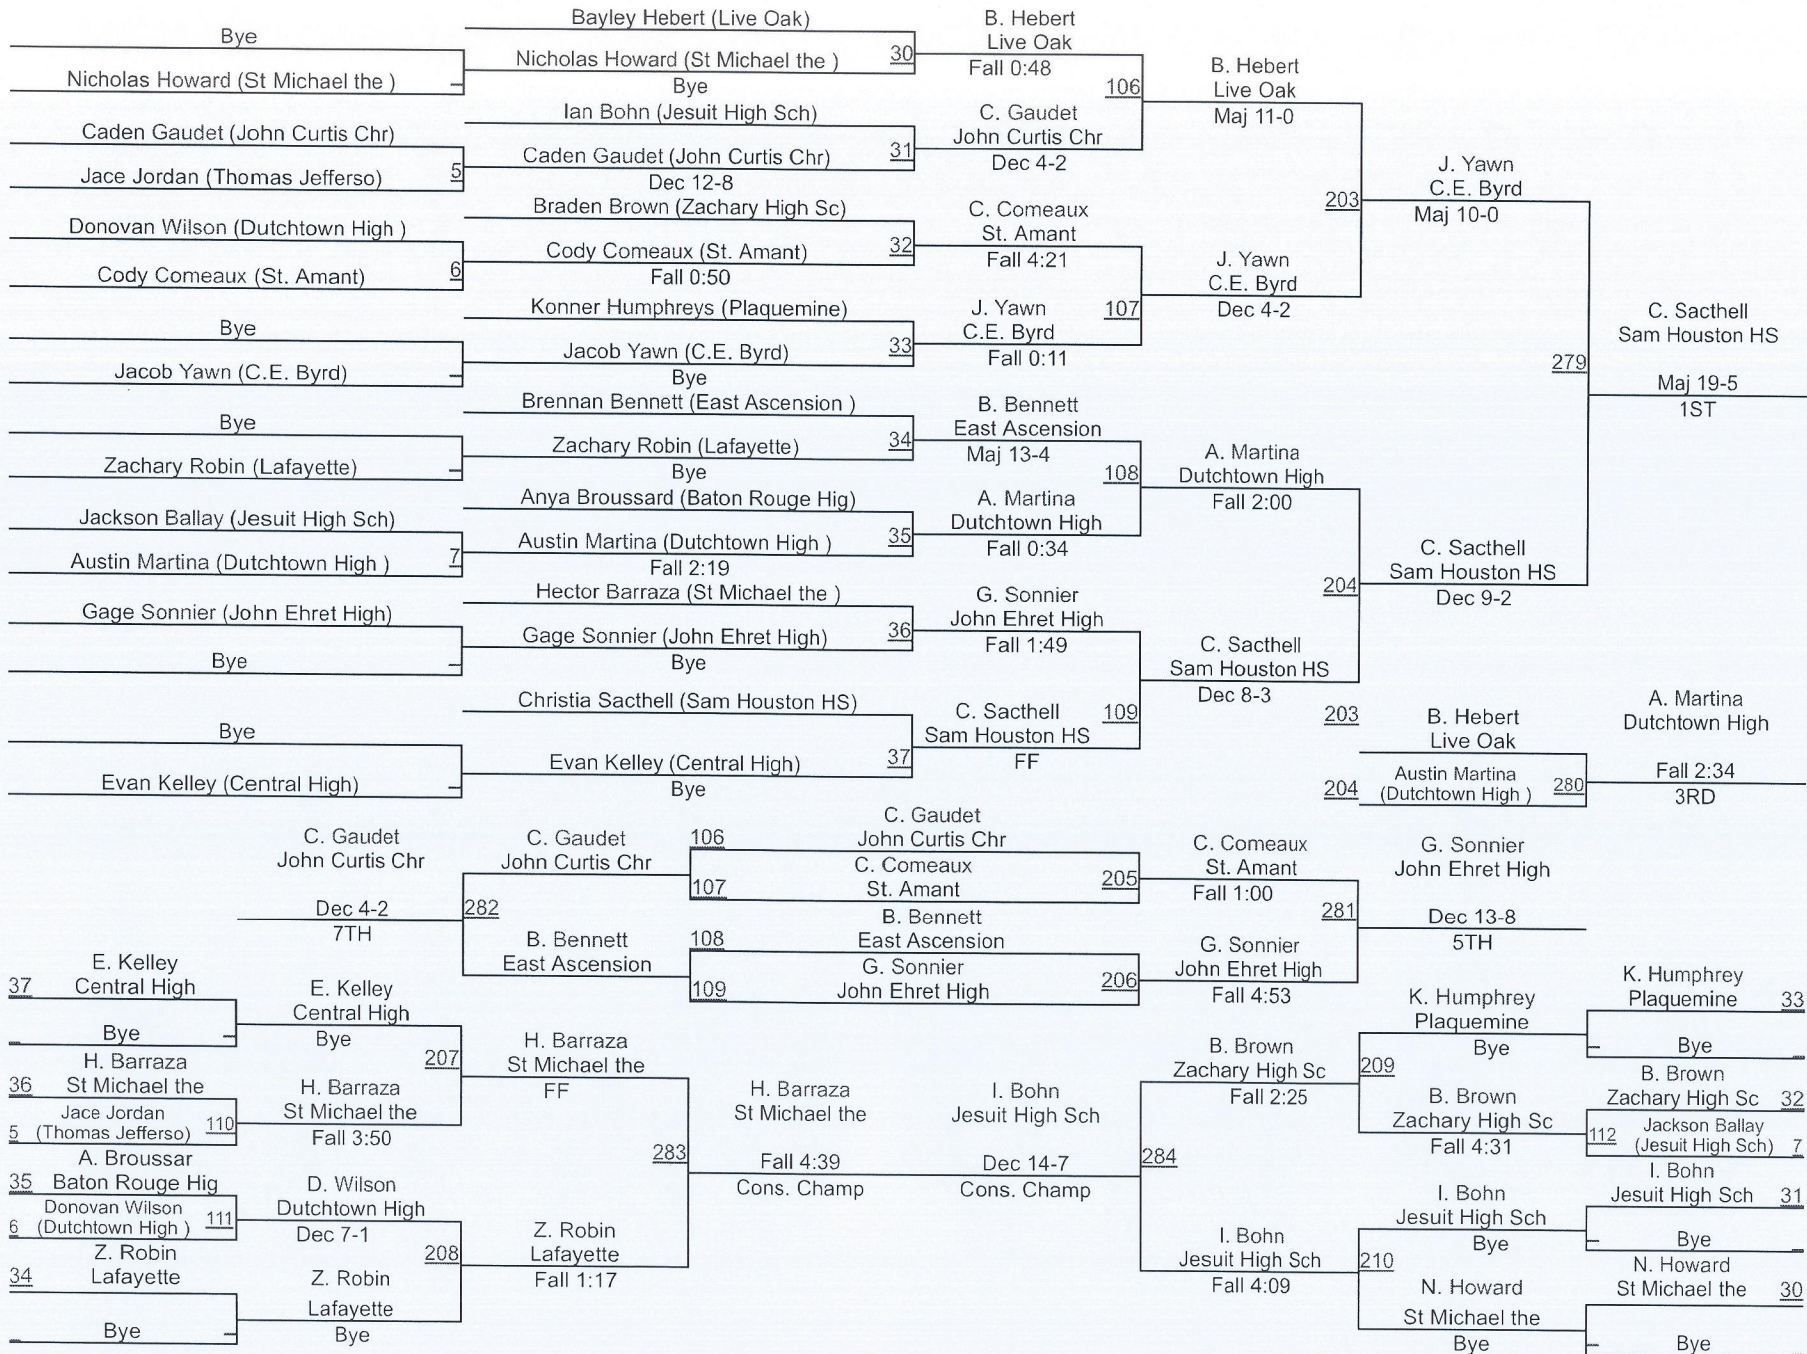 Bye
Nicholas Howard (St Michael the )
Caden Gaudet (John Curtis Chr)
Jace Jordan (Thomas Jefferso)
5
Donovan Wilson (Dutchtown High )
Cody Comeaux (St. Amant)
6
Bye
Jacob Yawn (C.E. Byrd)
Bye
Zachary Robin (Lafayette)
Jackson Ballay (Jesuit High Sch)
Austin Martina (Dutchtown High )
7
Gage Sonnier (John Ehret High)
Bye
Bye
Evan Kelley (Central High)
Bayley Hebert (Live Oak)
Nicholas Howard (St Michael the )
30
Bye
Ian Bohn (Jesuit High Sch)
Caden Gaudet (John Curtis Chr)
31
Dec 12-8
Braden Brown (Zachary High Sc)
Cody Comeaux (St. Amant)
32
Fall 0:50
Konner Humphreys (Plaquemine)
Jacob Yawn (C.E. Byrd)
33
Bye
Brennan Bennett (East Ascension )
Zachary Robin (Lafayette)
34
Bye
Anya Broussard (Baton Rouge Hig)
Austin Martina (Dutchtown High )
35
Fall 2:19
Hector Barraza (St Michael the )
Gage Sonnier (John Ehret High)
36
Bye
Christia Sacthell (Sam Houston HS)
Evan Kelley (Central High)
37
Bye
B. Hebert
Live Oak
Fall 0:48
106
C. Gaudet
John Curtis Chr
Dec 4-2
C. Comeaux
St. Amant
Fall 4:21
107
J. Yawn
C.E. Byrd
Fall 0:11
B. Bennett
East Ascension
Maj 13-4
108
A. Martina
Dutchtown High
Fall 0:34
G. Sonnier
John Ehret High
Fall 1:49
C. Sacthell
Sam Houston HS
109
FF
B. Hebert
Live Oak
Maj 11-0
203
J. Yawn
C.E. Byrd
Dec 4-2
A. Martina
Dutchtown High
Fall 2:00
204
C. Sacthell
Sam Houston HS
Dec 8-3
J. Yawn
C.E. Byrd
Maj 10-0
279
C. Sacthell
Sam Houston HS
Dec 9-2
C. Sacthell
Sam Houston HS
Maj 19-5
1ST
203
B. Hebert
Live Oak
204
Austin Martina
(Dutchtown High )
280
A. Martina
Dutchtown High
Fall 2:34
3RD
C. Gaudet
John Curtis Chr
Dec 4-2
7TH
C. Gaudet
John Curtis Chr
282
B. Bennett
East Ascension
106
C. Gaudet
John Curtis Chr
107
C. Comeaux
St. Amant
205
108
B. Bennett
East Ascension
109
G. Sonnier
John Ehret High
206
C. Comeaux
St. Amant
Fall 1:00
281
G. Sonnier
John Ehret High
Fall 4:53
G. Sonnier
John Ehret High
Dec 13-8
5TH
37
E. Kelley
Central High
Bye
36
H. Barraza
St Michael the
5
Jace Jordan
(Thomas Jefferso)
110
35
A. Broussar
Baton Rouge Hig
6
Donovan Wilson
(Dutchtown High )
111
34
Z. Robin
Lafayette
Bye
E. Kelley
Central High
Bye
207
H. Barraza
St Michael the
Fall 3:50
D. Wilson
Dutchtown High
Dec 7-1
208
Z. Robin
Lafayette
Bye
H. Barraza
St Michael the
FF
283
Z. Robin
Lafayette
Fall 1:17
H. Barraza
St Michael the
Fall 4:39
Cons. Champ
I. Bohn
Jesuit High Sch
Dec 14-7
Cons. Champ
284
B. Brown
Zachary High Sc
Fall 2:25
I. Bohn
Jesuit High Sch
Fall 4:09
209
K. Humphrey
Plaquemine
Bye
B. Brown
Zachary High Sc
Fall 4:31
210
I. Bohn
Jesuit High Sch
Bye
N. Howard
St Michael the
Bye
K. Humphrey
Plaquemine
33
Bye
B. Brown
Zachary High Sc
32
112
Jackson Ballay
(Jesuit High Sch)
7
I. Bohn
Jesuit High Sch
31
Bye
N. Howard
St Michael the
30
Bye